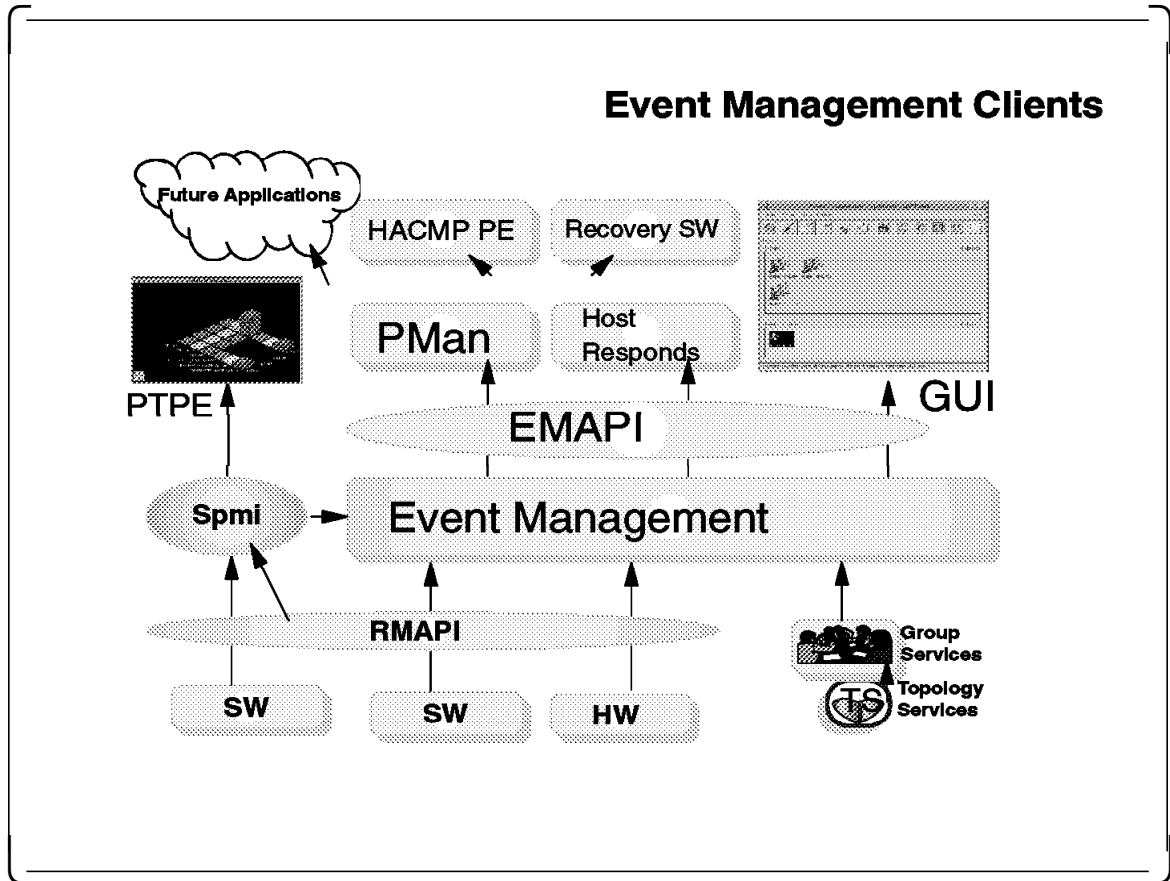 Event Management Clients
Future Applications
HACMP PE
Recovery SW
PMan
Host
Responds
PTPE
GUI
EMAPI
Spmi
Event Management
RMAPI
Group
Services
SW
SW
HW
TS
Topology
Services